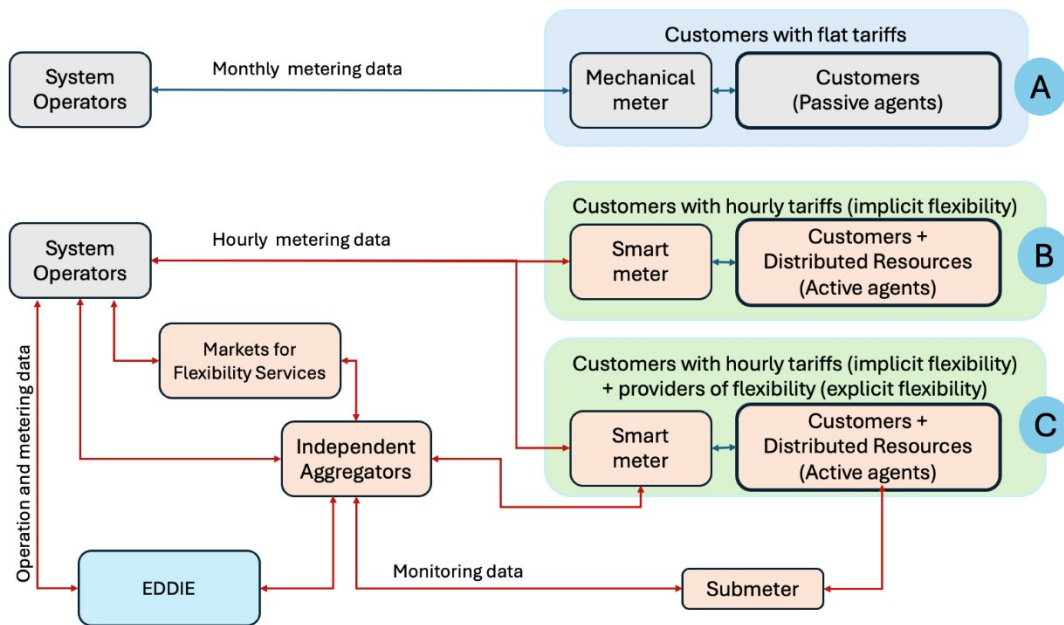 Customers with flat tariffs
System
Operators
Monthly metering data
Mechanical
meter
Customers
(Passive agents)
A
Customers with hourly tariffs (implicit flexibility)
System
Operators
Hourly metering data
Smart
meter
Customers +
Distributed Resources
(Active agents)
B
Markets for
Flexibility Services
Customers with hourly tariffs (implicit flexibility)
+ providers of flexibility (explicit flexibility)
Independent
Aggregators
Smart
meter
Customers +
Distributed Resources
(Active agents)
C
Operation and metering data
EDDIE
Monitoring data
Submeter